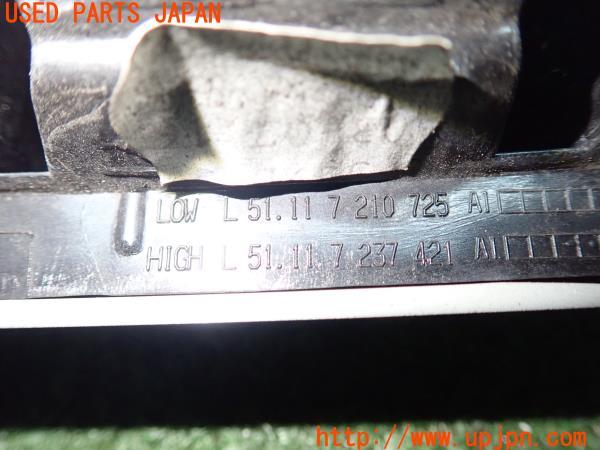 USED PARTS JAPAN
LOW L 51.11 7 210 725 AI
HIGH L 51.11 7 237 421 AI
UPJ
http://www.upjpn.com